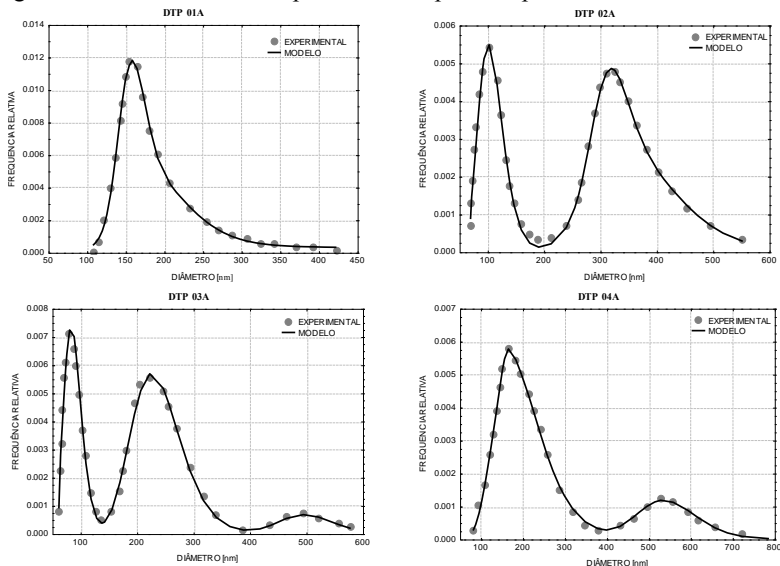 DTP 01A
0.014
0.012
0.010
0.008
0.006
0.004
0.002
0.000
FREQUENCIA RELATIVA
EXPERIMENTAL
MODELO
50 100 150 200 250 300 350 400 450
DIÂMETRO [nm]
DTP 02A
0.006
0.005
0.004
0.003
0.002
0.001
0.000
FREQUÊNCIA RELATIVA
EXPERIMENTAL
MODELO
100 200 300 400 500 600
DIÂMETRO [nm]
DTP 03A
0.008
0.007
0.006
0.005
0.004
0.003
0.002
0.001
0.000
FREQUÊNCIA RELATIVA
EXPERIMENTAL
MODELO
100 200 300 400 500 600
DIÂMETRO [nm]
DTP 04A
0.007
0.006
0.005
0.004
0.003
0.002
0.001
0.000
FREQUENCIA RELATIVA
EXPERIMENTAL
MODELO
100 200 300 400 500 600 700 800
DIÂMETRO [nm]